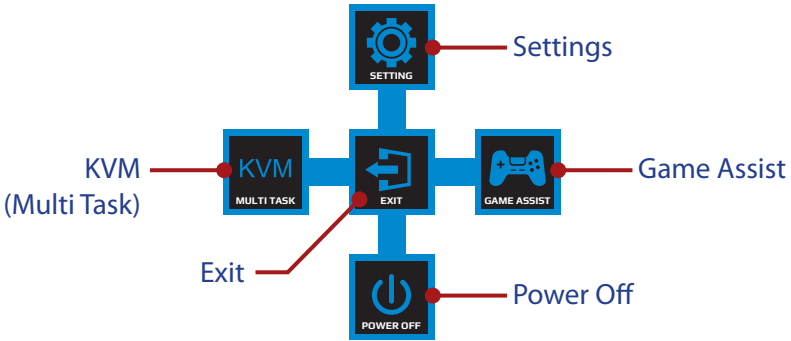 SETTING
Settings
KVM
(Multi Task)
KVM
MULTI TASK
EXIT
GAME ASSIST
Game Assist
Exit
POWER OFF
Power Off